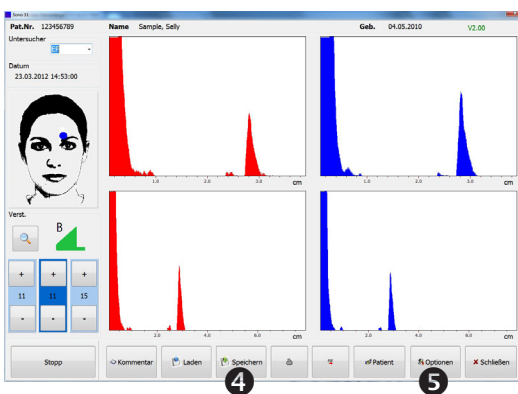 Sono 31
Pat.Nr. 123456789 Name Sample, Selly Geb. 04.05.2010 V2.00
Untersucher
EF
Datum
23.03.2012 14:53:00
1.0 2.0 3.0 cm
1.0 2.0 3.0 cm
Verst.
B
+ + +
11 11 15
- - -
2.0 4.0 6.0 cm
2.0 4.0 6.0 cm
Stopp Kommentar Laden Speichern Patient Optionen Schließen
4 5